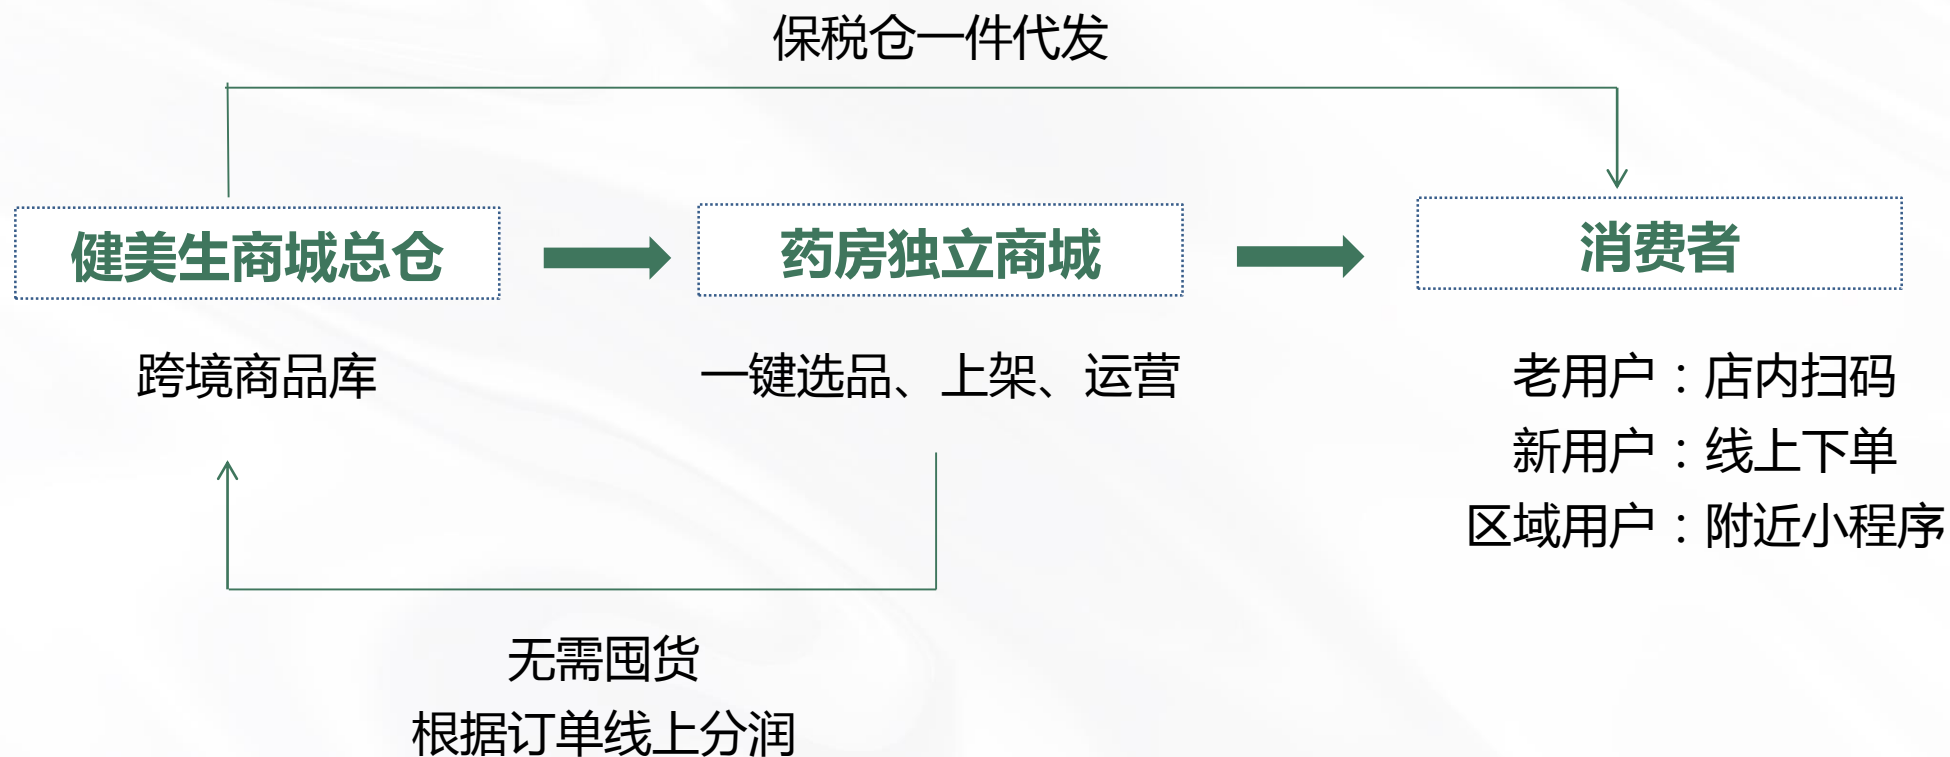 保税仓一件代发
健美生商城总仓
药房独立商城
消费者
跨境商品库
一键选品、上架、运营
老用户：店内扫码
新用户：线上下单
区域用户：附近小程序
无需囤货
根据订单线上分润